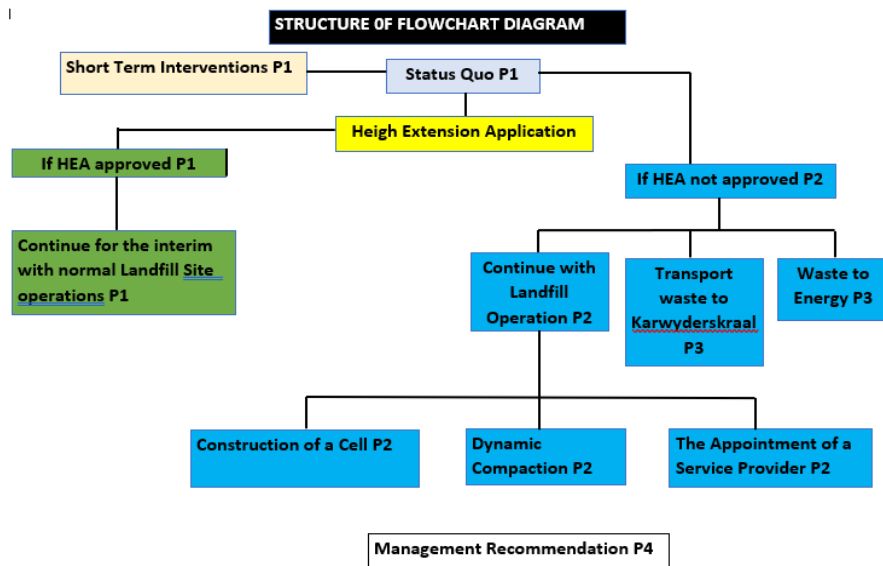 STRUCTURE 0F FLOWCHART DIAGRAM
Short Term Interventions P1
Status Quo P1
Heigh Extension Application
If HEA approved P1
If HEA not approved P2
Continue for the interim
with normal Landfill Site
operations P1
Continue with
Landfill
Operation P2
Transport
waste to
Karwyderskraal
P3
Waste to
Energy P3
Construction of a Cell P2
Dynamic
Compaction P2
The Appointment of a
Service Provider P2
Management Recommendation P4